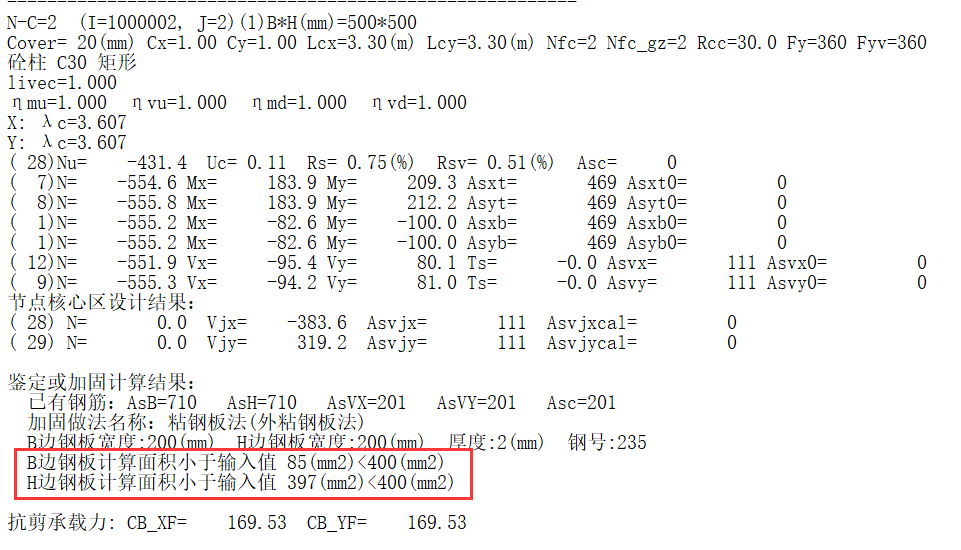 N-C=2 (I=1000002, J=2)(1)B*H(mm)=500*500
Cover= 20(mm) Cx=1.00 Cy=1.00 Lcx=3.30(m) Lcy=3.30(m) Nfc=2 Nfc_gz=2 Rcc=30.0 Fy=360 Fyv=360
砼柱 C30 矩形
livec=1.000
ηmu=1.000 ηvu=1.000 ηmd=1.000 ηvd=1.000
X: λc=3.607
Y: λc=3.607
( 28)Nu= -431.4 Uc= 0.11 Rs= 0.75(%) Rsv= 0.51(%) Asc= 0
( 7)N= -554.6 Mx= 183.9 My= 209.3 Asxt= 469 Asxt0= 0
( 8)N= -555.8 Mx= 183.9 My= 212.2 Asyt= 469 Asyt0= 0
( 1)N= -555.2 Mx= -82.6 My= -100.0 Asxb= 469 Asxb0= 0
( 1)N= -555.2 Mx= -82.6 My= -100.0 Asyb= 469 Asyb0= 0
( 12)N= -551.9 Vx= -95.4 Vy= 80.1 Ts= -0.0 Asvx= 111 Asvx0= 0
( 9)N= -555.3 Vx= -94.2 Vy= 81.0 Ts= -0.0 Asvy= 111 Asvy0= 0
节点核心区设计结果:
( 28) N= 0.0 Vjx= -383.6 Asvjx= 111 Asvjxcal= 0
( 29) N= 0.0 Vjy= 319.2 Asvjy= 111 Asvjycal= 0
鉴定或加固计算结果:
已有钢筋: AsB=710 AsH=710 AsVX=201 AsVY=201 Asc=201
加固做法名称: 粘钢板法(外粘钢板法)
B边钢板宽度:200(mm) H边钢板宽度:200(mm) 厚度:2(mm) 钢号:235
B边钢板计算面积小于输入值 85(mm2)<400(mm2)
H边钢板计算面积小于输入值 397(mm2)<400(mm2)
抗剪承载力: CB_XF= 169.53 CB_YF= 169.53